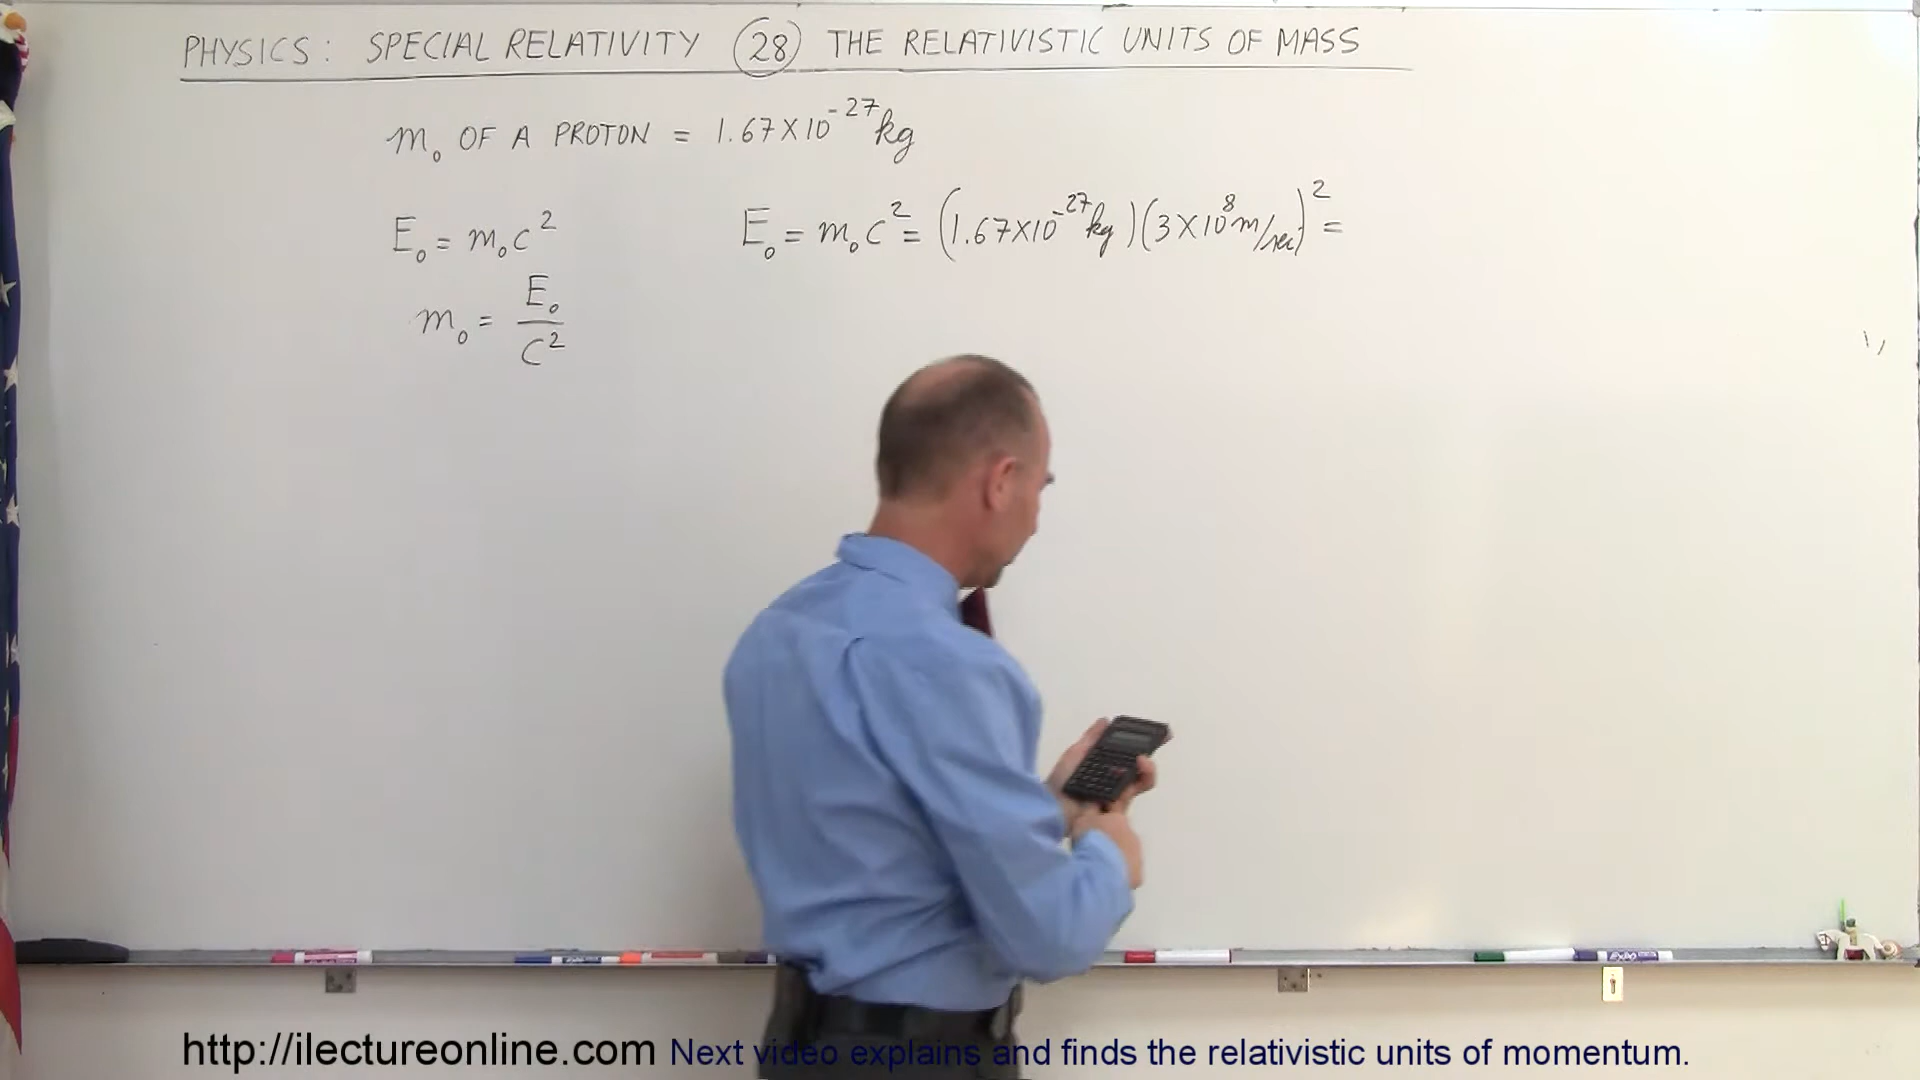 PHYSICS: SPECIAL RELATIVITY 28 THE RELATIVISTIC UNITS OF MASS
m₀ OF A PROTON = 1.67 X 10⁻²⁷ kg
E₀ = m₀c²
E₀ = m₀c² = (1.67 X 10⁻²⁷ kg)(3 X 10⁸ m/sec)² =
m₀ = E₀/C²
http://ilectureonline.com Next video explains and finds the relativistic units of momentum.